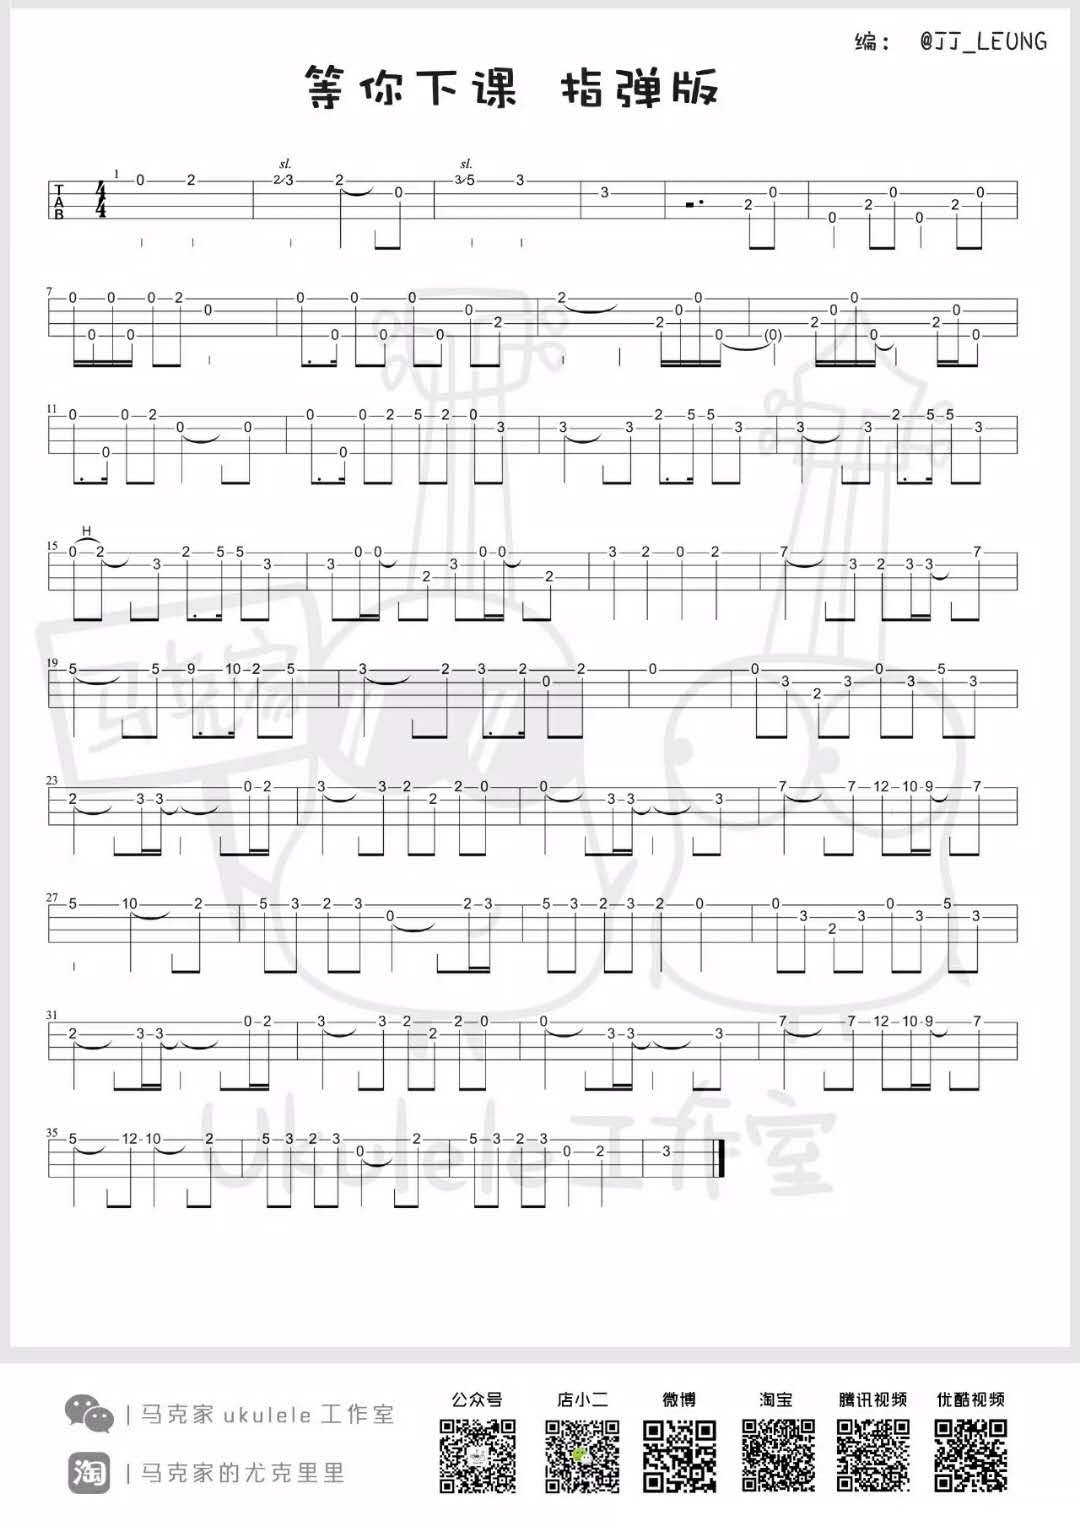 编： @JJ_LEUNG
等你下课 指弹版
1 0 2 sl. 2 3 2 0 sl. 3 5 3 3 2 0 0 2 0 0 2 0
TAB 4/4
7 0 0 0 0 0 2 0 0 0 0 0 0 0 0 2 2 2 0 0 0 (0) 2 0 0 0 2 0 0
11 0 0 0 2 0 0 0 0 0 2 5 2 0 3 3 3 2 5 5 3 3 3 2 5 5 3
H
15 0 2 3 2 5 5 3 3 0 0 2 3 0 0 2 3 2 0 2 7 3 2 3 3 7
19 5 5 9 10 2 5 3 2 3 2 0 2 0 0 3 2 3 0 3 5 3
23 2 3 3 0 2 3 3 2 2 2 0 0 3 3 3 7 7 12 10 9 7
27 5 10 2 5 3 2 3 0 2 3 5 3 2 3 2 0 0 3 2 3 0 3 5 3
31 2 3 3 0 2 3 3 2 2 2 0 0 3 3 3 7 7 12 10 9 7
35 5 12 10 2 5 3 2 3 0 2 5 3 2 3 0 2 3
马克家
Ukulele 工作室
公众号 店小二 微博 淘宝 腾讯视频 优酷视频
| 马克家 ukulele 工作室
淘 | 马克家的尤克里里